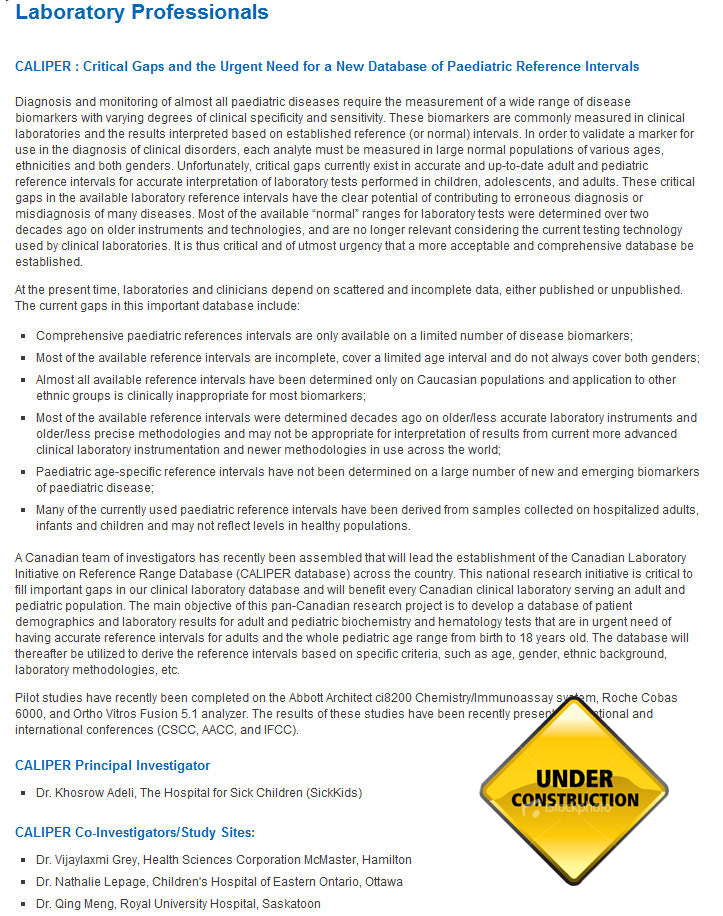 Laboratory Professionals
CALIPER : Critical Gaps and the Urgent Need for a New Database of Paediatric Reference Intervals
Diagnosis and monitoring of almost all paediatric diseases require the measurement of a wide range of disease
biomarkers with varying degrees of clinical specificity and sensitivity. These biomarkers are commonly measured in clinical
laboratories and the results interpreted based on established reference (or normal) intervals. In order to validate a marker for
use in the diagnosis of clinical disorders, each analyte must be measured in large normal populations of various ages,
ethnicities and both genders. Unfortunately, critical gaps currently exist in accurate and up-to-date adult and pediatric
reference intervals for accurate interpretation of laboratory tests performed in children, adolescents, and adults. These critical
gaps in the available laboratory reference intervals have the clear potential of contributing to erroneous diagnosis or
misdiagnosis of many diseases. Most of the available “normal” ranges for laboratory tests were determined over two
decades ago on older instruments and technologies, and are no longer relevant considering the current testing technology
used by clinical laboratories. It is thus critical and of utmost urgency that a more acceptable and comprehensive database be
established.
At the present time, laboratories and clinicians depend on scattered and incomplete data, either published or unpublished.
The current gaps in this important database include:
▪ Comprehensive paediatric references intervals are only available on a limited number of disease biomarkers;
▪ Most of the available reference intervals are incomplete, cover a limited age interval and do not always cover both genders;
▪ Almost all available reference intervals have been determined only on Caucasian populations and application to other
ethnic groups is clinically inappropriate for most biomarkers;
▪ Most of the available reference intervals were determined decades ago on older/less accurate laboratory instruments and
older/less precise methodologies and may not be appropriate for interpretation of results from current more advanced
clinical laboratory instrumentation and newer methodologies in use across the world;
▪ Paediatric age-specific reference intervals have not been determined on a large number of new and emerging biomarkers
of paediatric disease;
▪ Many of the currently used paediatric reference intervals have been derived from samples collected on hospitalized adults,
infants and children and may not reflect levels in healthy populations.
A Canadian team of investigators has recently been assembled that will lead the establishment of the Canadian Laboratory
Initiative on Reference Range Database (CALIPER database) across the country. This national research initiative is critical to
fill important gaps in our clinical laboratory database and will benefit every Canadian clinical laboratory serving an adult and
pediatric population. The main objective of this pan-Canadian research project is to develop a database of patient
demographics and laboratory results for adult and pediatric biochemistry and hematology tests that are in urgent need of
having accurate reference intervals for adults and the whole pediatric age range from birth to 18 years old. The database will
thereafter be utilized to derive the reference intervals based on specific criteria, such as age, gender, ethnic background,
laboratory methodologies, etc.
Pilot studies have recently been completed on the Abbott Architect ci8200 Chemistry/Immunoassay system, Roche Cobas
6000, and Ortho Vitros Fusion 5.1 analyzer. The results of these studies have been recently and
international conferences (CSCC, AACC, and IFCC).
CALIPER Principal Investigator
▪ Dr. Khosrow Adeli, The Hospital for Sick Children (SickKids)
CALIPER Co-Investigators/Study Sites:
▪ Dr. Vijaylaxmi Grey, Health Sciences Corporation McMaster, Hamilton
▪ Dr. Nathalie Lepage, Children's Hospital of Eastern Ontario, Ottawa
▪ Dr. Qing Meng, Royal University Hospital, Saskatoon
UNDER
CONSTRUCTION
iStockphoto